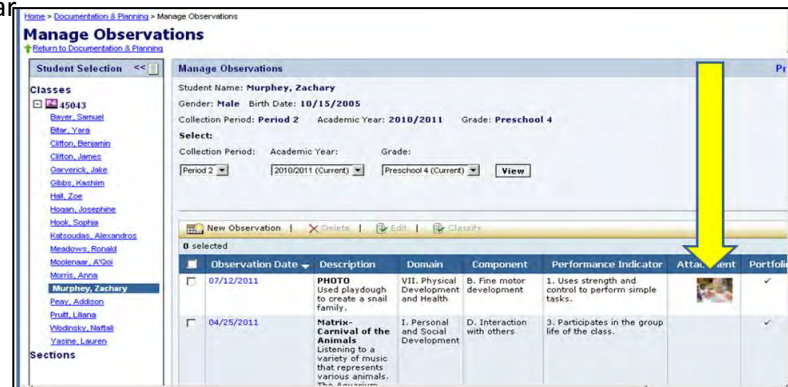 ar
Home > Documentation & Planning > Manage Observations
Manage Observations
Return to Documentation & Planning
Student Selection <<
Classes
45043
Bayer, Samuel
Bitar, Yara
Clifton, Benjamin
Clifton, James
Garverick, Jake
Gibbs, Kashiim
Hall, Zoe
Hogan, Josephine
Hook, Sophia
Katsoudas, Alexandros
Meadows, Ronald
Moolenaar, A'Goi
Morris, Anna
Murphey, Zachary
Peay, Addison
Pruitt, Liliana
Wodinsky, Naftali
Yasine, Lauren
Sections
Manage Observations Pr
Student Name: Murphey, Zachary
Gender: Male Birth Date: 10/15/2005
Collection Period: Period 2 Academic Year: 2010/2011 Grade: Preschool 4
Select:
Collection Period: Academic Year: Grade:
Period 2 2010/2011 (Current) Preschool 4 (Current) View
New Observation | Delete | Edit | Classify
0 selected
Observation Date Description Domain Component Performance Indicator Attachment Portfoli
07/12/2011 PHOTO VII. Physical B. Fine motor 1. Uses strength and
Used playdough Development development control to perform simple
to create a snail and Health tasks.
family.
04/25/2011 Matrix- I. Personal D. Interaction 3. Participates in the group
Carnival of the and Social with others life of the class.
Animals Development
Listening to a
variety of music
that represents
various animals.
The Aquarium